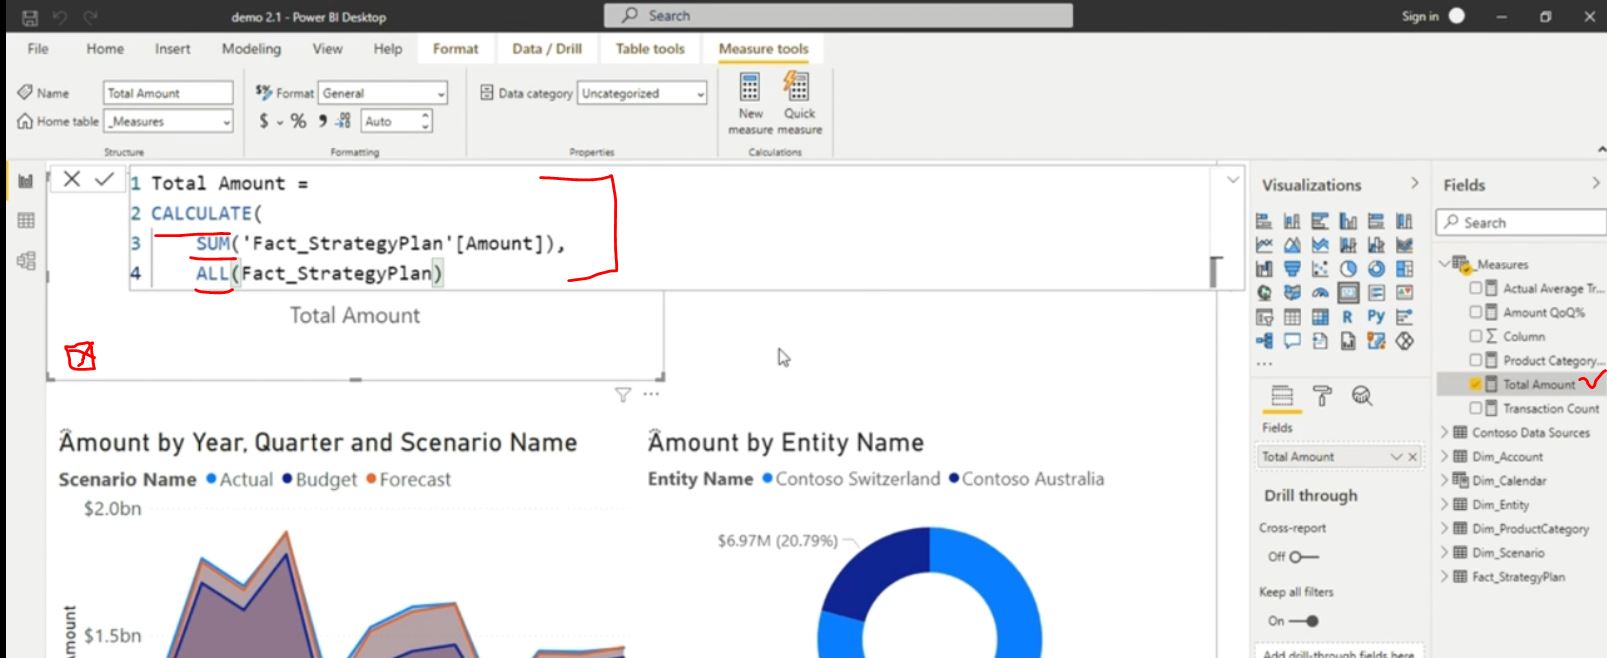 demo 2.1 - Power BI Desktop
Search
Sign in
File Home Insert Modeling View Help Format Data / Drill Table tools Measure tools
Name Total Amount
Home table _Measures
Structure
Format General
$ % Auto
Formatting
Data category Uncategorized
Properties
New measure
Quick measure
Calculations
1 Total Amount =
2 CALCULATE(
3 SUM('Fact_StrategyPlan'[Amount]),
4 ALL(Fact_StrategyPlan)
Total Amount
Amount by Year, Quarter and Scenario Name
Scenario Name Actual Budget Forecast
$2.0bn
$1.5bn
Amount by Entity Name
Entity Name Contoso Switzerland Contoso Australia
$6.97M (20.79%)
Visualizations
R Py
...
Fields
Total Amount
Drill through
Cross-report
Off
Keep all filters
On
Add drill-through fields here
Fields
Search
_Measures
Actual Average Tr...
Amount QoQ%
Column
Product Category...
Total Amount
Transaction Count
Contoso Data Sources
Dim_Account
Dim_Calendar
Dim_Entity
Dim_ProductCategory
Dim_Scenario
Fact_StrategyPlan